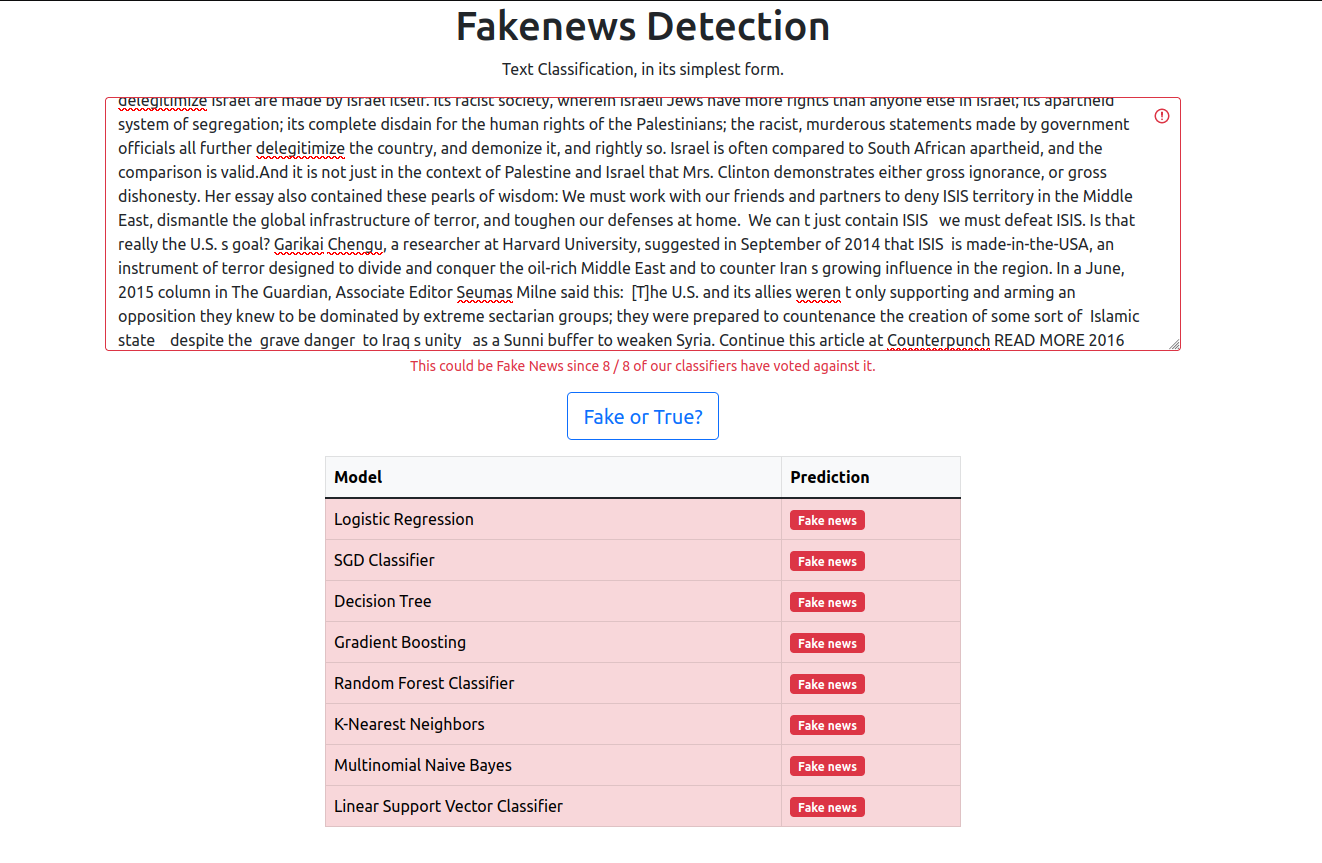 Fakenews Detection
Text Classification, in its simplest form.
delegitimize Israel are made by Israel itself. Its racist society, wherein Israeli Jews have more rights than anyone else in Israel; its apartheid
system of segregation; its complete disdain for the human rights of the Palestinians; the racist, murderous statements made by government
officials all further delegitimize the country, and demonize it, and rightly so. Israel is often compared to South African apartheid, and the
comparison is valid.And it is not just in the context of Palestine and Israel that Mrs. Clinton demonstrates either gross ignorance, or gross
dishonesty. Her essay also contained these pearls of wisdom: We must work with our friends and partners to deny ISIS territory in the Middle
East, dismantle the global infrastructure of terror, and toughen our defenses at home.  We can t just contain ISIS   we must defeat ISIS. Is that
really the U.S. s goal? Garikai Chengu, a researcher at Harvard University, suggested in September of 2014 that ISIS  is made-in-the-USA, an
instrument of terror designed to divide and conquer the oil-rich Middle East and to counter Iran s growing influence in the region. In a June,
2015 column in The Guardian, Associate Editor Seumas Milne said this:  [T]he U.S. and its allies weren t only supporting and arming an
opposition they knew to be dominated by extreme sectarian groups; they were prepared to countenance the creation of some sort of  Islamic
state    despite the  grave danger  to Iraq s unity   as a Sunni buffer to weaken Syria. Continue this article at Counterpunch READ MORE 2016
This could be Fake News since 8 / 8 of our classifiers have voted against it.
Fake or True?
Model Prediction
Logistic Regression Fake news
SGD Classifier Fake news
Decision Tree Fake news
Gradient Boosting Fake news
Random Forest Classifier Fake news
K-Nearest Neighbors Fake news
Multinomial Naive Bayes Fake news
Linear Support Vector Classifier Fake news